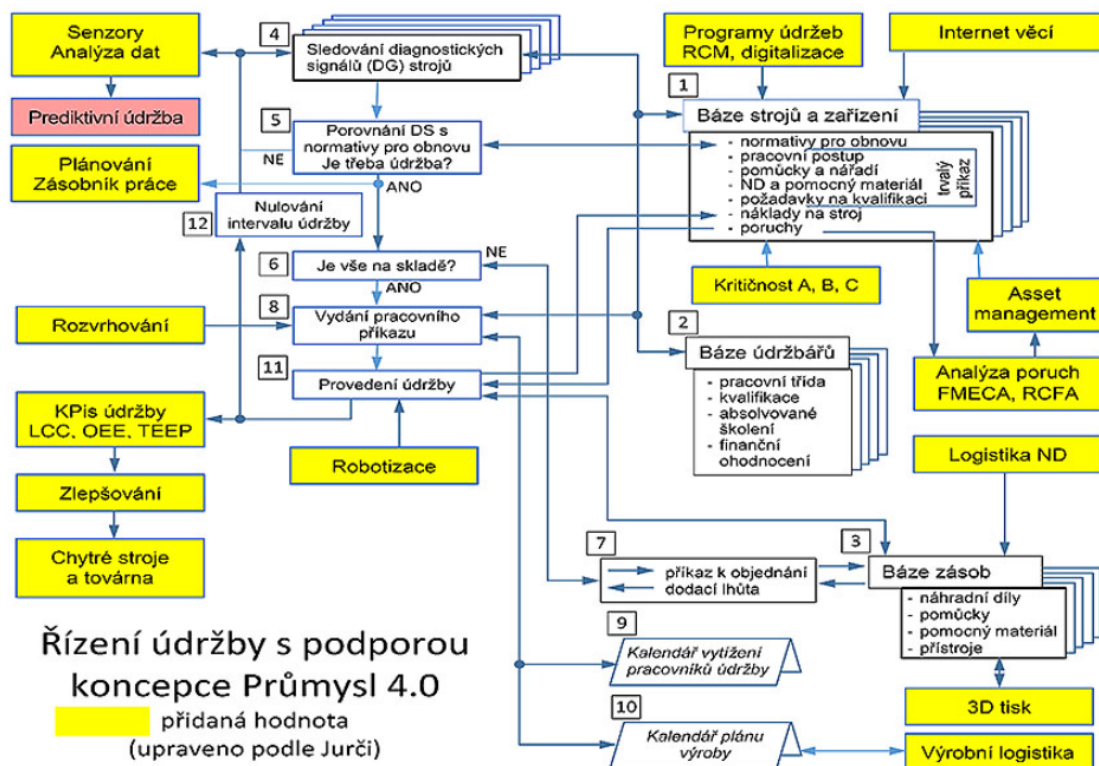 Senzory
Analýza dat
Prediktivní údržba
Plánování
Zásobník práce
4
Sledování diagnostických
signálů (DG) strojů
5
Porovnání DS s
normativy pro obnovu
Je třeba údržba?
NE
ANO
12
Nulování
intervalu údržby
6
Je vše na skladě?
NE
ANO
Rozvrhování
8
Vydání pracovního
příkazu
11
Provedení údržby
KPis údržby
LCC, OEE, TEEP
Robotizace
Zlepšování
Chytré stroje
a továrna
Programy údržeb
RCM, digitalizace
Internet věcí
1
Báze strojů a zařízení
- normativy pro obnovu
- pracovní postup
- pomůcky a nářadí
- ND a pomocný materiál
- požadavky na kvalifikaci
- náklady na stroj
- poruchy
trvalý
příkaz
Kritičnost A, B, C
Asset
management
2
Báze údržbářů
- pracovní třída
- kvalifikace
- absolvované
školení
- finanční
ohodnocení
Analýza poruch
FMECA, RCFA
Logistika ND
7
příkaz k objednání
dodací lhůta
3
Báze zásob
- náhradní díly
- pomůcky
- pomocný materiál
- přístroje
9
Kalendář vytížení
pracovníků údržby
10
Kalendář plánu
výroby
3D tisk
Výrobní logistika
Řízení údržby s podporou
koncepce Průmysl 4.0
přidaná hodnota
(upraveno podle Jurči)